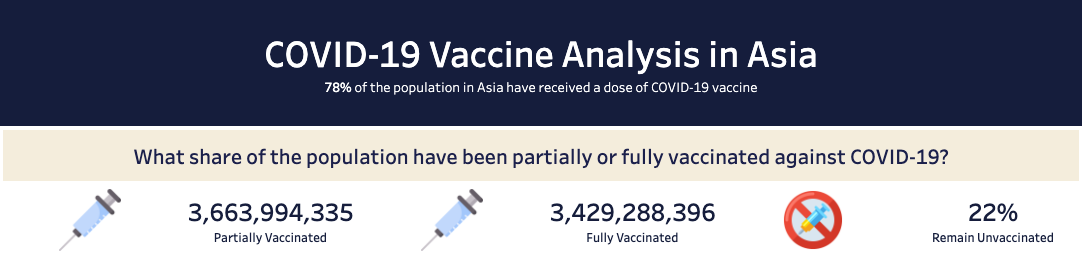 COVID-19 Vaccine Analysis in Asia
78% of the population in Asia have received a dose of COVID-19 vaccine
What share of the population have been partially or fully vaccinated against COVID-19?
3,663,994,335
Partially Vaccinated
3,429,288,396
Fully Vaccinated
22%
Remain Unvaccinated